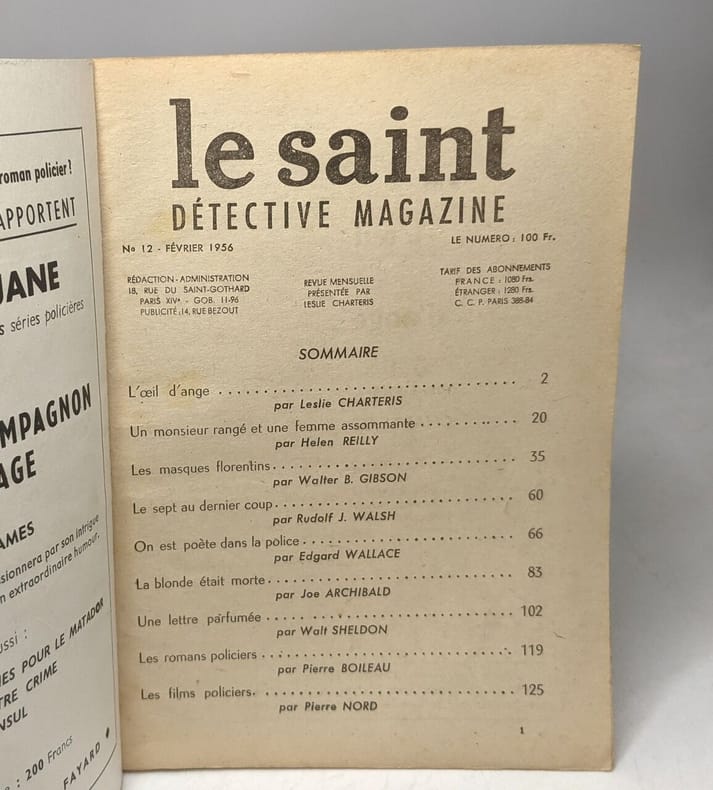 roman policier!
APPORTENT
s séries policières
MPAGNON
AGE
AMES
sionnera par son intrigue
n extraordinaire humour.
ussi :
ES POUR LE MATADOR
TRE CRIME
NSUL
: 200 Francs
FAYARD
le saint
DÉTECTIVE MAGAZINE
No 12 - FÉVRIER 1956
LE NUMERO : 100 Fr.
RÉDACTION - ADMINISTRATION
18, RUE DU SAINT-GOTHARD
PARIS XIVe - GOB. 11-96
PUBLICITÉ : 14, RUE BEZOUT
REVUE MENSUELLE
PRÉSENTÉE PAR
LESLIE CHARTERIS
TARIF DES ABONNEMENTS
FRANCE : 1080 Frs.
ÉTRANGER : 1280 Frs.
C. C. P. PARIS 388-84
SOMMAIRE
L'œil d'ange . . . . . . . . . . . . . . . . . . . . 2
par Leslie CHARTERIS
Un monsieur rangé et une femme assommante . . . . . . . . . . 20
par Helen REILLY
Les masques florentins. . . . . . . . . . . . . . . . . . . . 35
par Walter B. GIBSON
Le sept au dernier coup. . . . . . . . . . . . . . . . . . . . 60
par Rudolf J. WALSH
On est poète dans la police . . . . . . . . . . . . . . . . . . . . 66
par Edgard WALLACE
La blonde était morte. . . . . . . . . . . . . . . . . . . . 83
par Joe ARCHIBALD
Une lettre parfumée . . . . . . . . . . . . . . . . . . . . 102
par Walt SHELDON
Les romans policiers . . . . . . . . . . . . . . . . . . . . 119
par Pierre BOILEAU
Les films policiers. . . . . . . . . . . . . . . . . . . . 125
par Pierre NORD
1